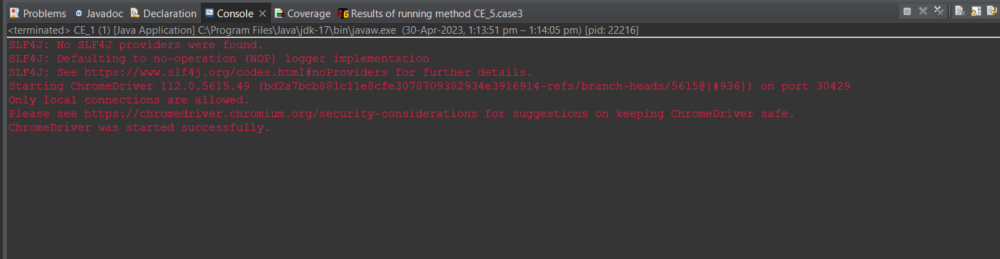 Problems @ Javadoc Declaration Console Coverage Results of running method CE_5.case3
<terminated> CE_1 (1) [Java Application] C:\Program Files\Java\jdk-17\bin\javaw.exe (30-Apr-2023, 1:13:51 pm – 1:14:05 pm) [pid: 22216]
SLF4J: No SLF4J providers were found.
SLF4J: Defaulting to no-operation (NOP) logger implementation
SLF4J: See https://www.slf4j.org/codes.html#noProviders for further details.
Starting ChromeDriver 112.0.5615.49 (bd2a7bcb881c11e8cfe3078709382934e3916914-refs/branch-heads/5615@{#936}) on port 30429
Only local connections are allowed.
Please see https://chromedriver.chromium.org/security-considerations for suggestions on keeping ChromeDriver safe.
ChromeDriver was started successfully.